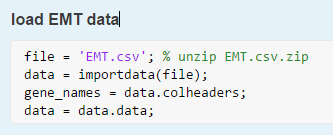 load EMT data
file = 'EMT.csv'; % unzip EMT.csv.zip
data = importdata(file);
gene_names = data.colheaders;
data = data.data;